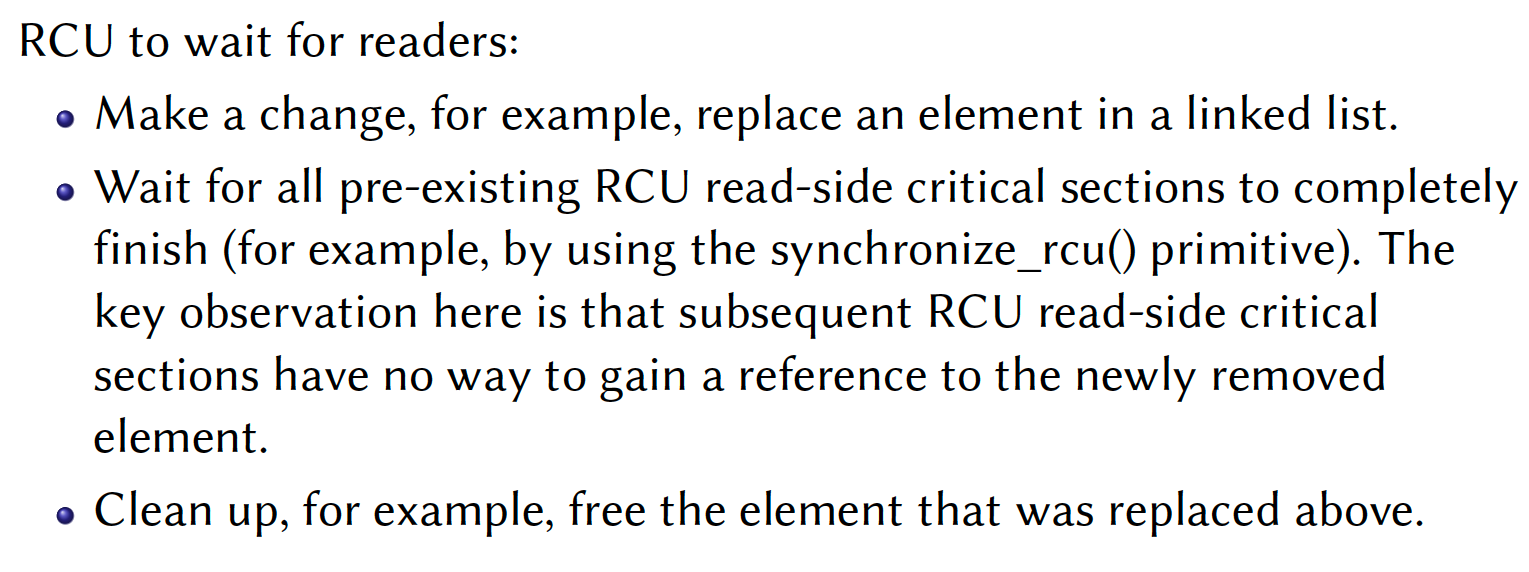 RCU to wait for readers:
Make a change, for example, replace an element in a linked list.
Wait for all pre-existing RCU read-side critical sections to completely
finish (for example, by using the synchronize_rcu() primitive). The
key observation here is that subsequent RCU read-side critical
sections have no way to gain a reference to the newly removed
element.
Clean up, for example, free the element that was replaced above.